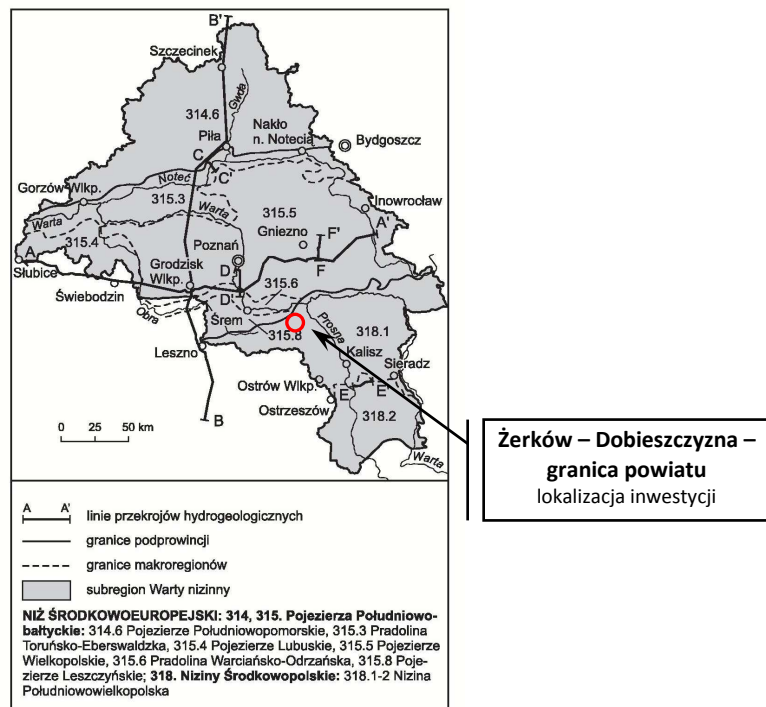 B'
Szczecinek
Gwda
314.6
Nakło
n. Notecią
Piła
Bydgoszcz
C
C'
Noteć
Gorzów Wlkp.
315.3
Inowrocław
Warta
Warta
315.5
Gniezno
F'
A'
315.4
Poznań
A
D
F
Słubice
Grodzisk
Wlkp.
315.6
Świebodzin
D'
Obra
Śrem
Prosna
318.1
315.8
Leszno
Kalisz
Sieradz
Ostrów Wlkp.
E
E'
Ostrzeszów
B
318.2
0 25 50 km
Warta
Żerków – Dobieszczyzna –
granica powiatu
lokalizacja inwestycji
A A' linie przekrojów hydrogeologicznych
granice podprowincji
granice makroregionów
subregion Warty nizinny
NIŻ ŚRODKOWOEUROPEJSKI: 314, 315. Pojezierza Południowo-
bałtyckie: 314.6 Pojezierze Południowopomorskie, 315.3 Pradolina
Toruńsko-Eberswaldzka, 315.4 Pojezierze Lubuskie, 315.5 Pojezierze
Wielkopolskie, 315.6 Pradolina Warciańsko-Odrzańska, 315.8 Poje-
zierze Leszczyńskie; 318. Niziny Środkowopolskie: 318.1-2 Nizina
Południowowielkopolska